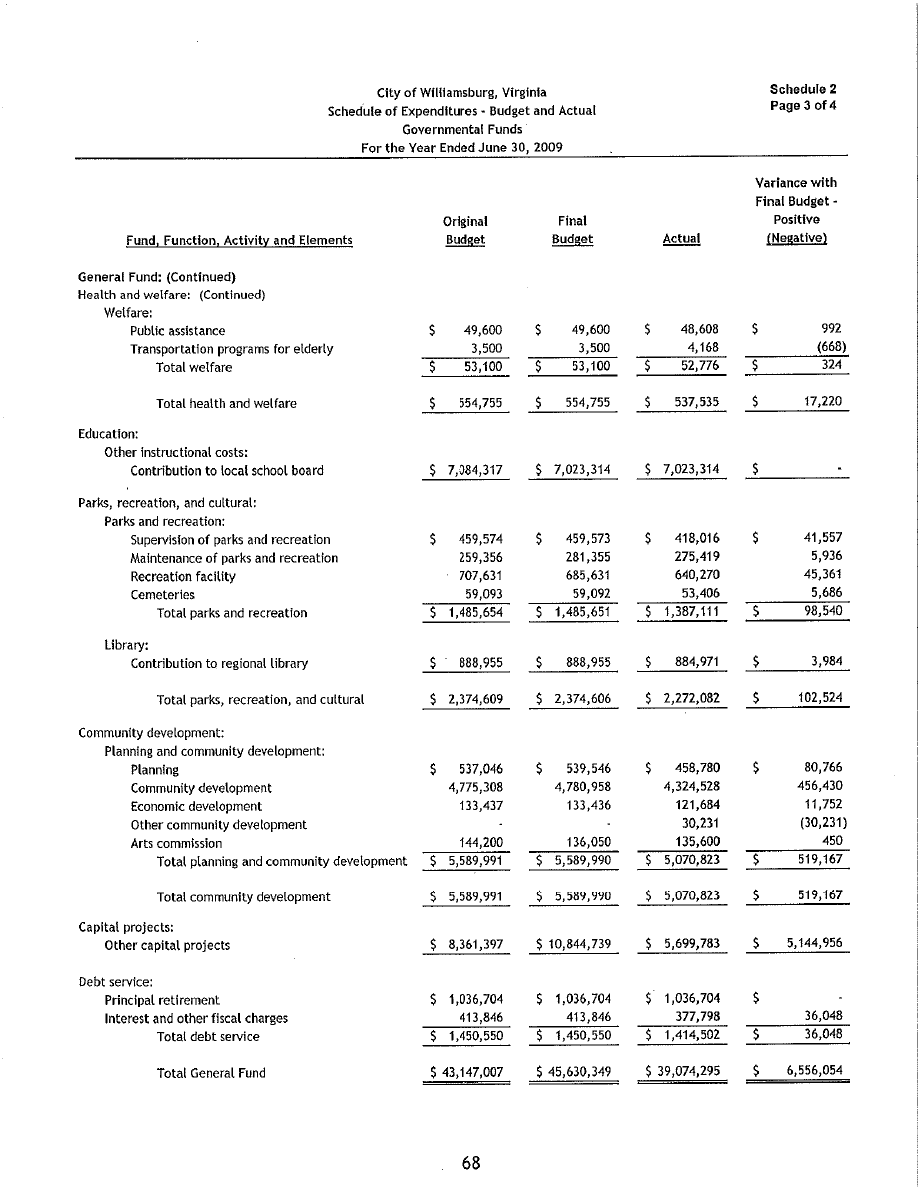 City of Williamsburg, Virginia
Schedule 2
Schedule of Expenditures - Budget and Actual
Page 3 of 4
Governmental Funds
For the Year Ended June 30, 2009
Variance with
Final Budget -
Original Final Positive
Fund, Function, Activity and Elements Budget Budget Actual (Negative)
General Fund: (Continued)
Health and welfare: (Continued)
Welfare:
Public assistance $ 49,600 $ 49,600 $ 48,608 $ 992
Transportation programs for elderly 3,500 3,500 4,168 (668)
Total welfare $ 53,100 $ 53,100 $ 52,776 $ 324
Total health and welfare $ 554,755 $ 554,755 $ 537,535 $ 17,220
Education:
Other instructional costs:
Contribution to local school board $ 7,084,317 $ 7,023,314 $ 7,023,314 $ -
Parks, recreation, and cultural:
Parks and recreation:
Supervision of parks and recreation $ 459,574 $ 459,573 $ 418,016 $ 41,557
Maintenance of parks and recreation 259,356 281,355 275,419 5,936
Recreation facility 707,631 685,631 640,270 45,361
Cemeteries 59,093 59,092 53,406 5,686
Total parks and recreation $ 1,485,654 $ 1,485,651 $ 1,387,111 $ 98,540
Library:
Contribution to regional library $ 888,955 $ 888,955 $ 884,971 $ 3,984
Total parks, recreation, and cultural $ 2,374,609 $ 2,374,606 $ 2,272,082 $ 102,524
Community development:
Planning and community development:
Planning $ 537,046 $ 539,546 $ 458,780 $ 80,766
Community development 4,775,308 4,780,958 4,324,528 456,430
Economic development 133,437 133,436 121,684 11,752
Other community development - - 30,231 (30,231)
Arts commission 144,200 136,050 135,600 450
Total planning and community development $ 5,589,991 $ 5,589,990 $ 5,070,823 $ 519,167
Total community development $ 5,589,991 $ 5,589,990 $ 5,070,823 $ 519,167
Capital projects:
Other capital projects $ 8,361,397 $ 10,844,739 $ 5,699,783 $ 5,144,956
Debt service:
Principal retirement $ 1,036,704 $ 1,036,704 $ 1,036,704 $ -
Interest and other fiscal charges 413,846 413,846 377,798 36,048
Total debt service $ 1,450,550 $ 1,450,550 $ 1,414,502 $ 36,048
Total General Fund $ 43,147,007 $ 45,630,349 $ 39,074,295 $ 6,556,054
68